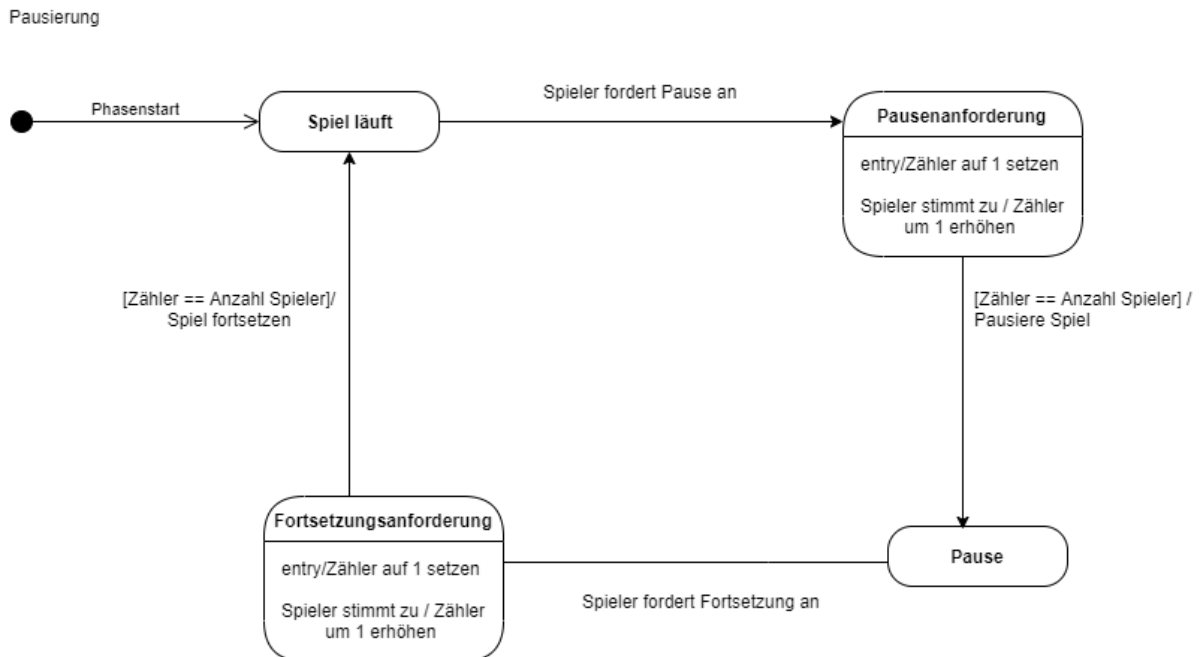 Pausierung
Phasenstart
Spiel läuft
Spieler fordert Pause an
Pausenanforderung
entry/Zähler auf 1 setzen
Spieler stimmt zu / Zähler
um 1 erhöhen
[Zähler == Anzahl Spieler]/
Spiel fortsetzen
[Zähler == Anzahl Spieler] /
Pausiere Spiel
Fortsetzungsanforderung
entry/Zähler auf 1 setzen
Spieler stimmt zu / Zähler
um 1 erhöhen
Spieler fordert Fortsetzung an
Pause